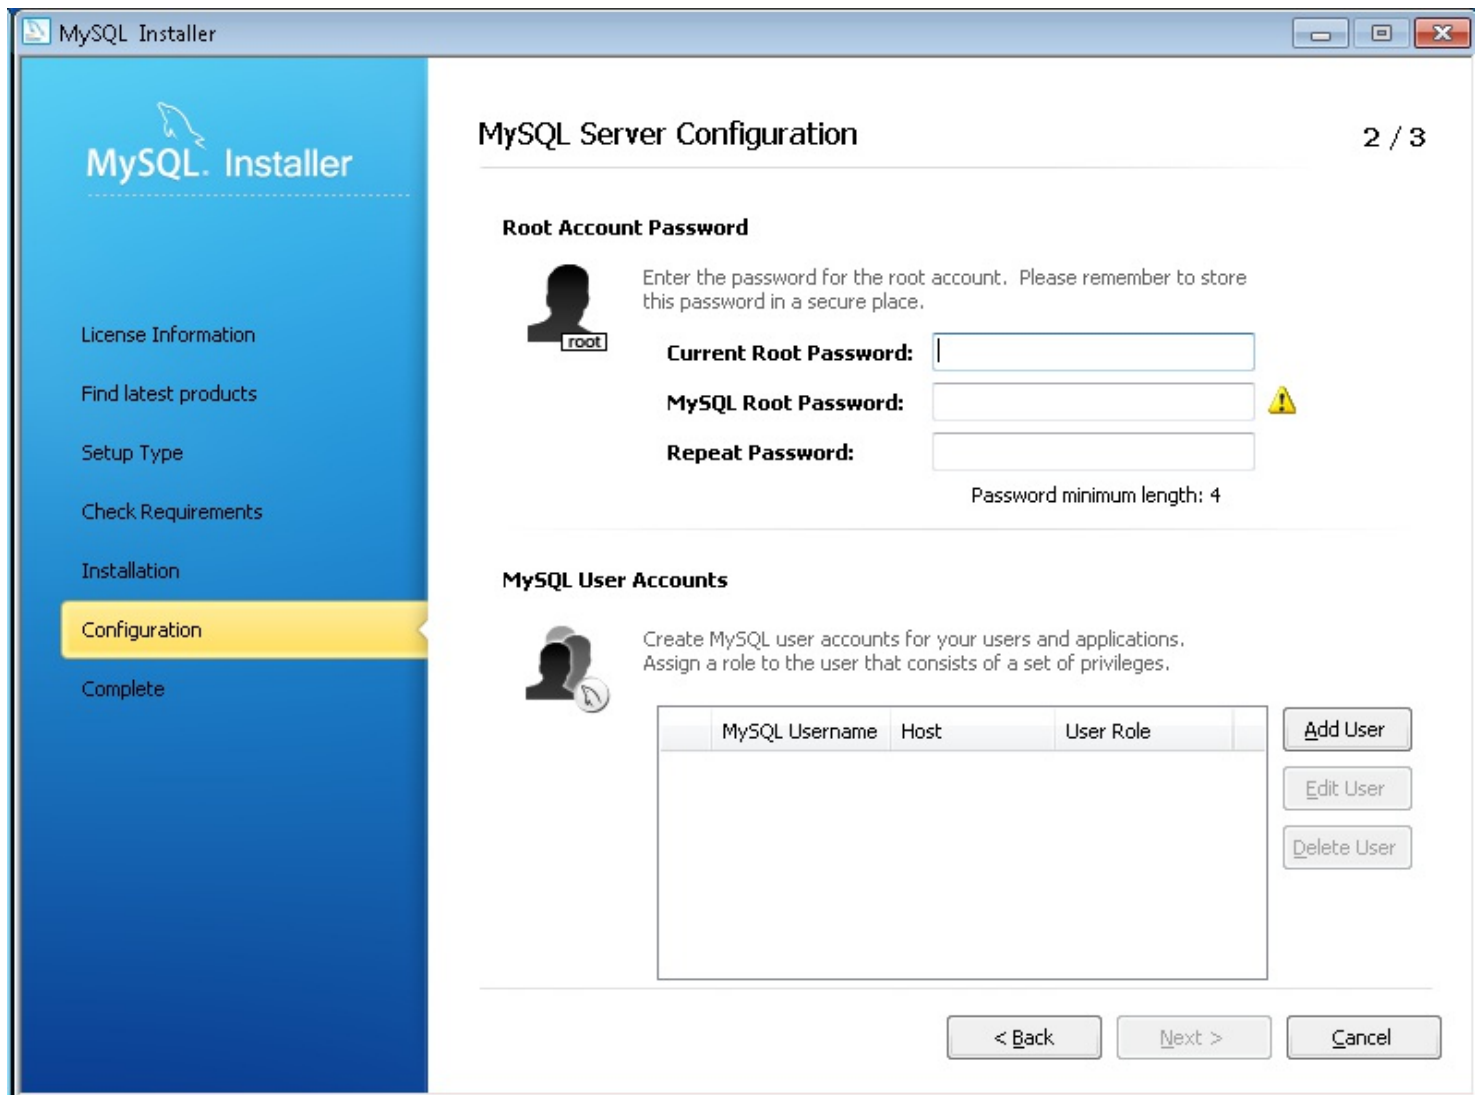 MySQL Installer
MySQL. Installer
License Information
Find latest products
Setup Type
Check Requirements
Installation
Configuration
Complete
MySQL Server Configuration
2 / 3
Root Account Password
root
Enter the password for the root account. Please remember to store
this password in a secure place.
Current Root Password:
MySQL Root Password:
Repeat Password:
Password minimum length: 4
MySQL User Accounts
Create MySQL user accounts for your users and applications.
Assign a role to the user that consists of a set of privileges.
MySQL Username Host User Role
Add User
Edit User
Delete User
< Back Next > Cancel